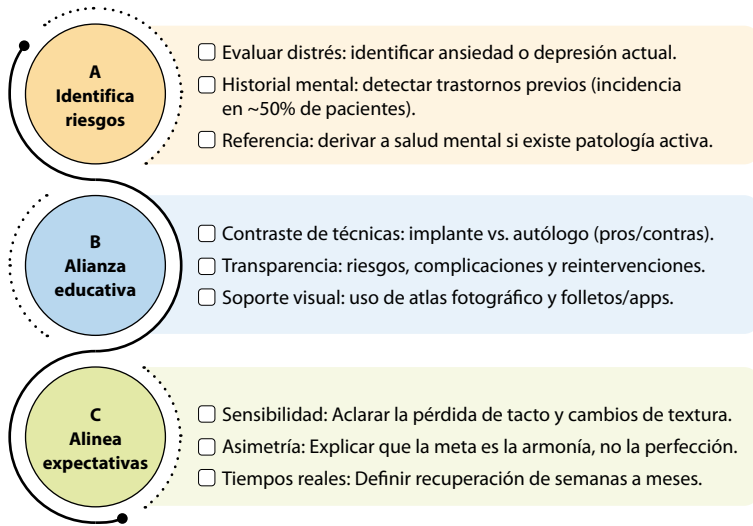 A
Identifica
riesgos
Evaluar distrés: identificar ansiedad o depresión actual.
Historial mental: detectar trastornos previos (incidencia
en ~50% de pacientes).
Referencia: derivar a salud mental si existe patología activa.
B
Alianza
educativa
Contraste de técnicas: implante vs. autólogo (pros/contras).
Transparencia: riesgos, complicaciones y reintervenciones.
Soporte visual: uso de atlas fotográfico y folletos/apps.
C
Alinea
expectativas
Sensibilidad: Aclarar la pérdida de tacto y cambios de textura.
Asimetría: Explicar que la meta es la armonía, no la perfección.
Tiempos reales: Definir recuperación de semanas a meses.